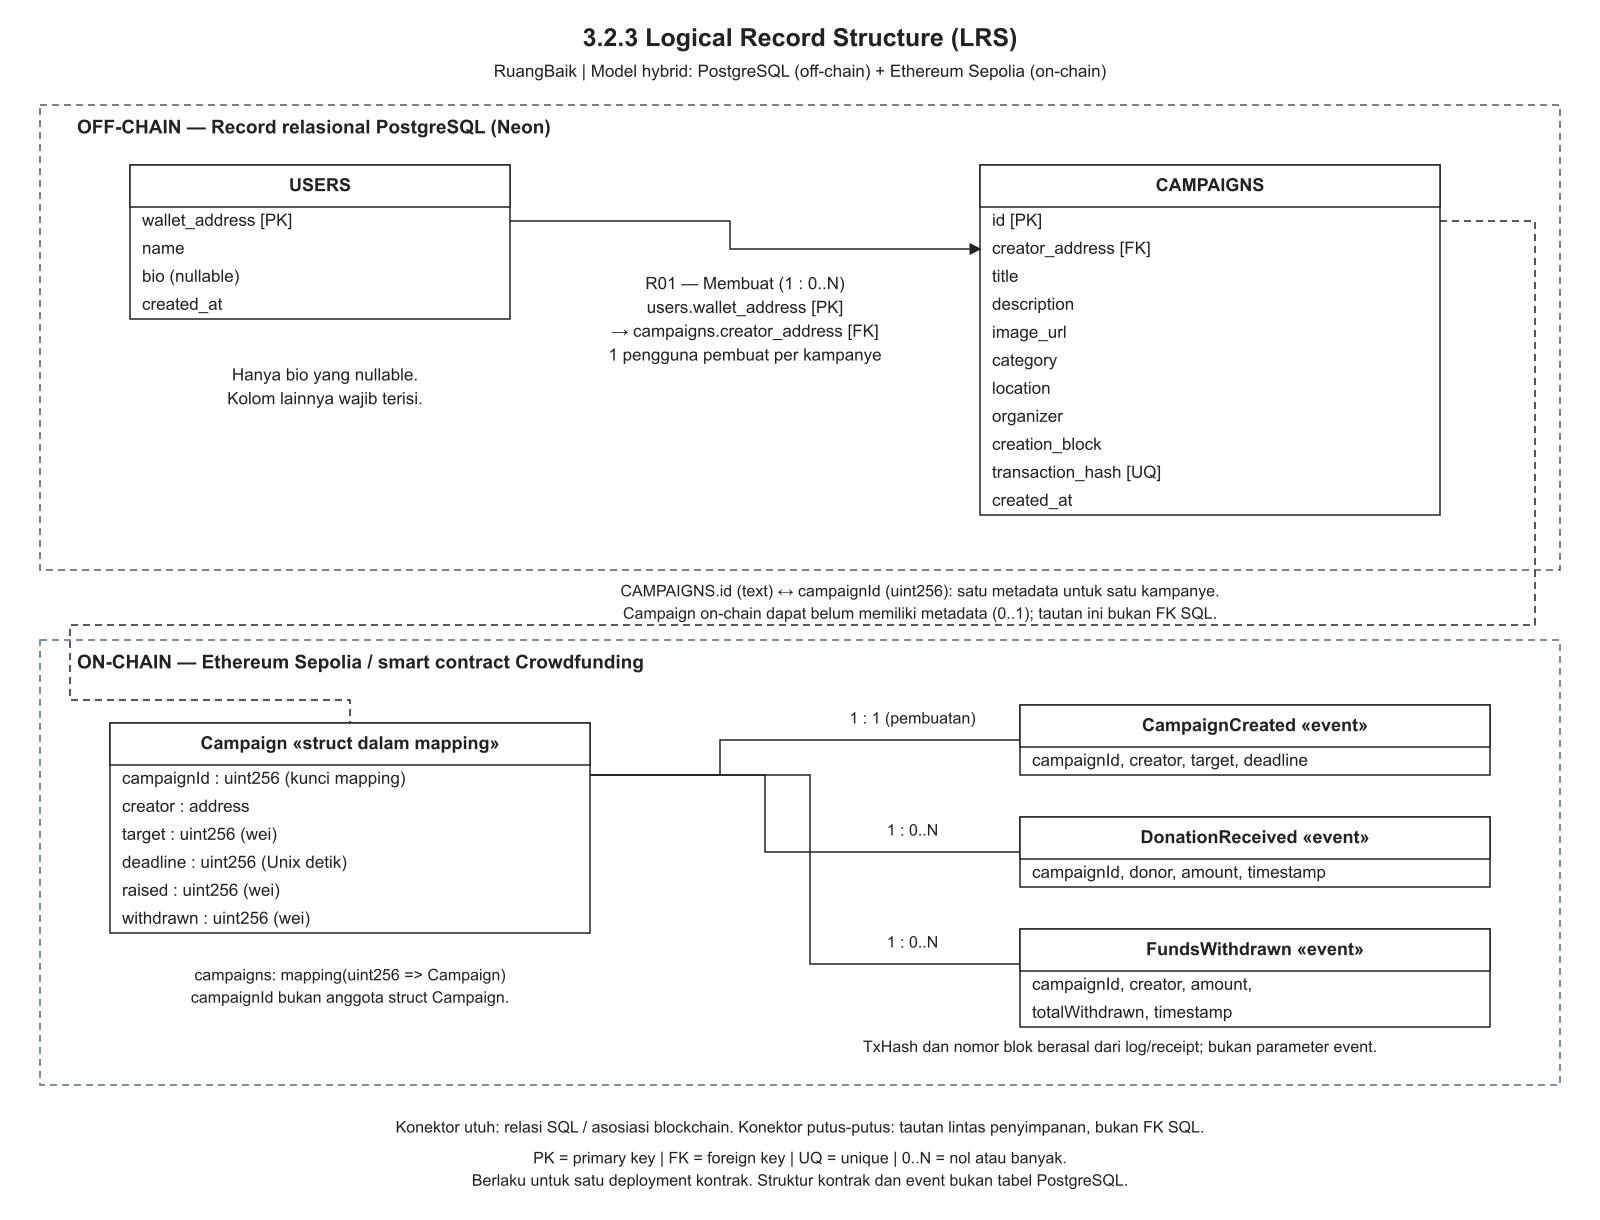 3.2.3 Logical Record Structure (LRS)
RuangBaik | Model hybrid: PostgreSQL (off-chain) + Ethereum Sepolia (on-chain)
OFF-CHAIN — Record relasional PostgreSQL (Neon)
USERS
wallet_address [PK]
name
bio (nullable)
created_at
Hanya bio yang nullable.
Kolom lainnya wajib terisi.
R01 — Membuat (1 : 0..N)
users.wallet_address [PK]
→ campaigns.creator_address [FK]
1 pengguna pembuat per kampanye
CAMPAIGNS
id [PK]
creator_address [FK]
title
description
image_url
category
location
organizer
creation_block
transaction_hash [UQ]
created_at
CAMPAIGNS.id (text) ↔ campaignId (uint256): satu metadata untuk satu kampanye.
Campaign on-chain dapat belum memiliki metadata (0..1); tautan ini bukan FK SQL.
ON-CHAIN — Ethereum Sepolia / smart contract Crowdfunding
Campaign «struct dalam mapping»
campaignId : uint256 (kunci mapping)
creator : address
target : uint256 (wei)
deadline : uint256 (Unix detik)
raised : uint256 (wei)
withdrawn : uint256 (wei)
campaigns: mapping(uint256 => Campaign)
campaignId bukan anggota struct Campaign.
1 : 1 (pembuatan)
CampaignCreated «event»
campaignId, creator, target, deadline
1 : 0..N
DonationReceived «event»
campaignId, donor, amount, timestamp
1 : 0..N
FundsWithdrawn «event»
campaignId, creator, amount,
totalWithdrawn, timestamp
TxHash dan nomor blok berasal dari log/receipt; bukan parameter event.
Konektor utuh: relasi SQL / asosiasi blockchain. Konektor putus-putus: tautan lintas penyimpanan, bukan FK SQL.
PK = primary key | FK = foreign key | UQ = unique | 0..N = nol atau banyak.
Berlaku untuk satu deployment kontrak. Struktur kontrak dan event bukan tabel PostgreSQL.